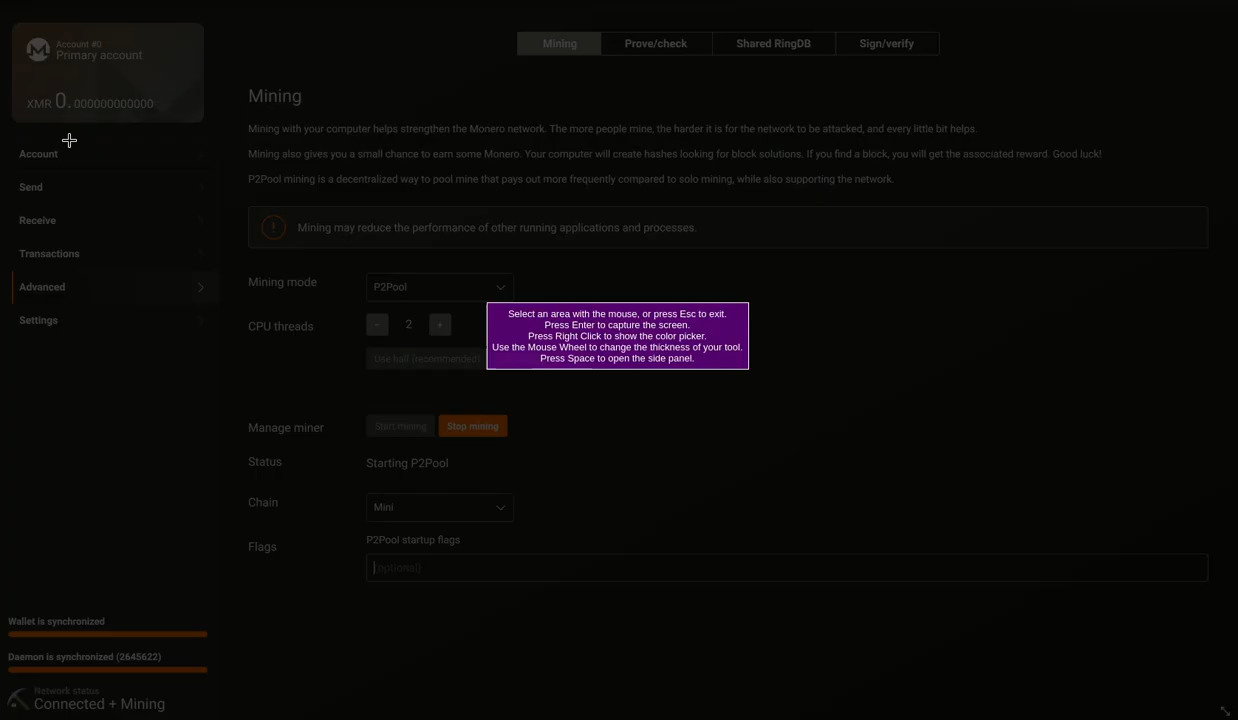 Account #0
Primary account
XMR 0.000000000000
Account
Send
Receive
Transactions
Advanced
Settings
Wallet is synchronized
Daemon is synchronized (2645622)
Network status
Connected + Mining
Mining
Prove/check
Shared RingDB
Sign/verify
Mining
Mining with your computer helps strengthen the Monero network. The more people mine, the harder it is for the network to be attacked, and every little bit helps.
Mining also gives you a small chance to earn some Monero. Your computer will create hashes looking for block solutions. If you find a block, you will get the associated reward. Good luck!
P2Pool mining is a decentralized way to pool mine that pays out more frequently compared to solo mining, while also supporting the network.
Mining may reduce the performance of other running applications and processes.
Mining mode
P2Pool
CPU threads
- 2 +
Use half (recommended)
Select an area with the mouse, or press Esc to exit.
Press Enter to capture the screen.
Press Right Click to show the color picker.
Use the Mouse Wheel to change the thickness of your tool.
Press Space to open the side panel.
Manage miner
Start mining
Stop mining
Status
Starting P2Pool
Chain
Mini
Flags
P2Pool startup flags
(optional)